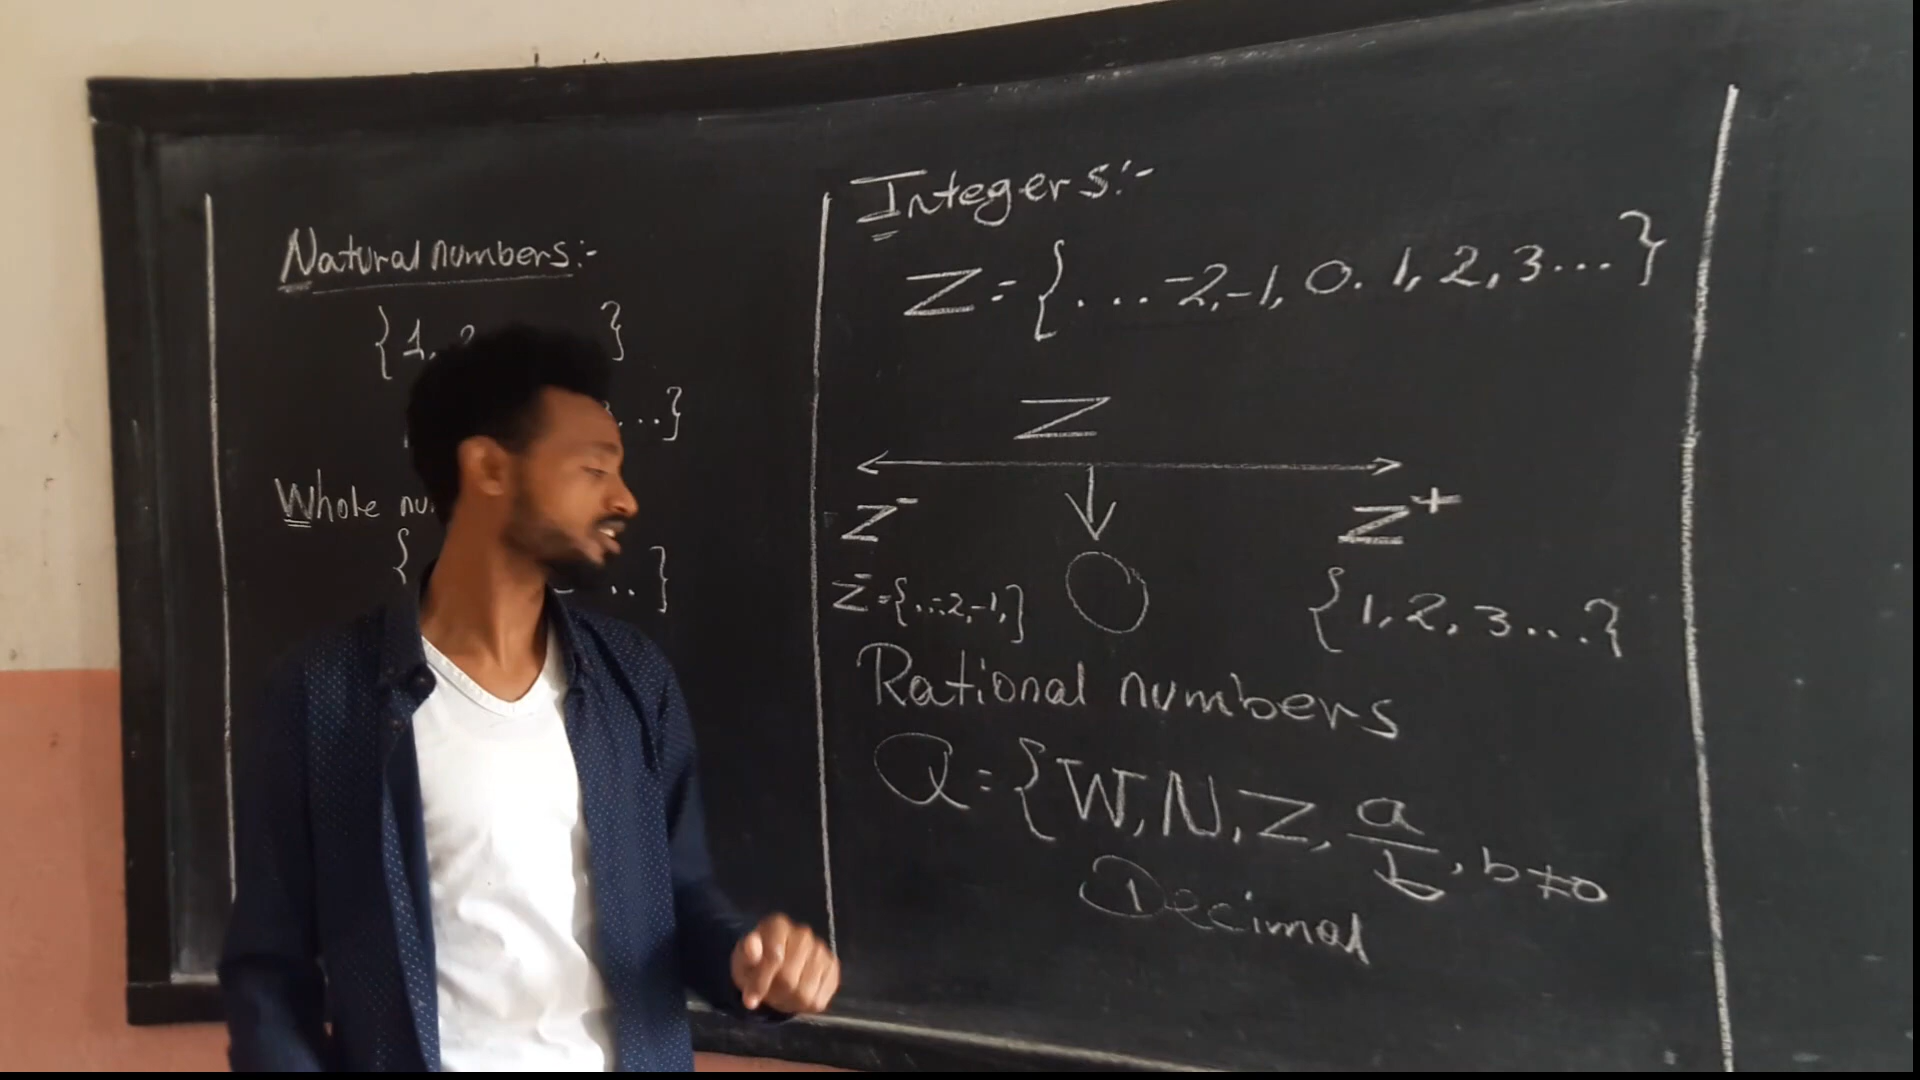 Natural numbers:-
{1, 2 }
...}
Whole
{ .. }
Integers:-
Z = {... -2, -1, 0. 1, 2, 3...}
Z
Z⁻ Z⁺
Z⁻={...-2,-1,} {1, 2, 3...}
Rational numbers
Q = {W, N, Z, a/b, b≠0
Decimal